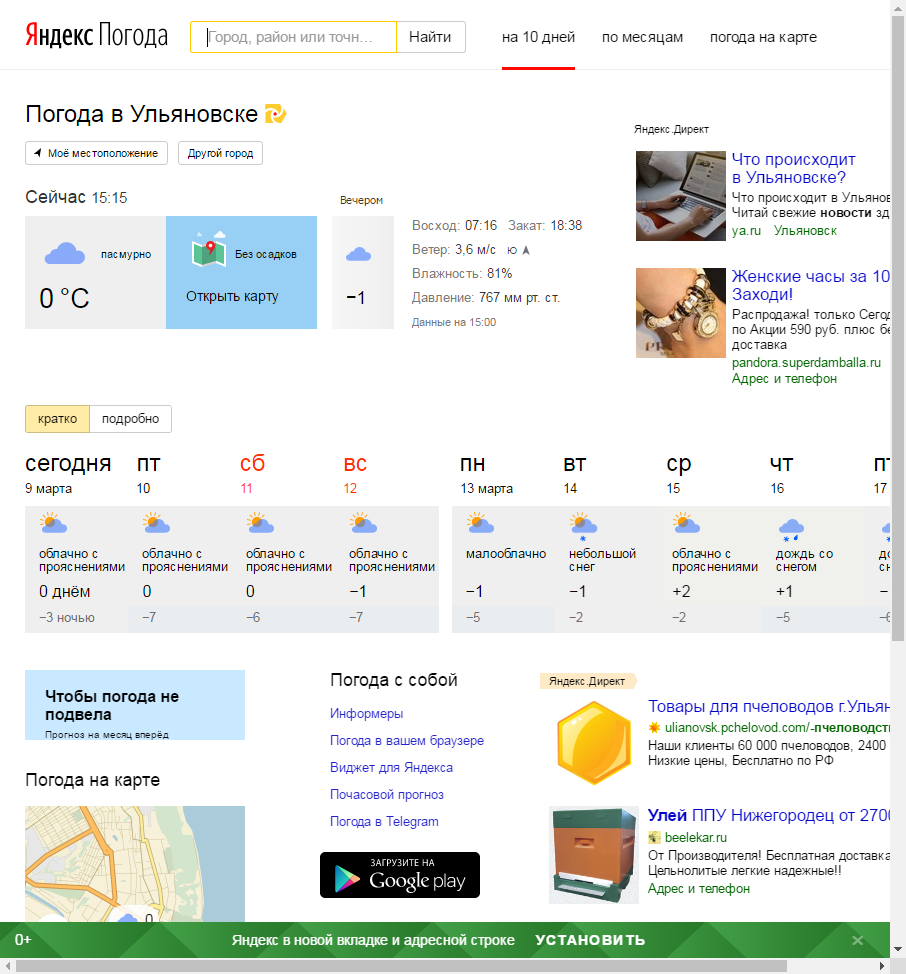 Яндекс Погода
Город, район или точн...
Найти
на 10 дней
по месяцам
погода на карте
Погода в Ульяновске
Моё местоположение
Другой город
Сейчас 15:15
пасмурно
0 °C
Без осадков
Открыть карту
Вечером
−1
Восход: 07:16 Закат: 18:38
Ветер: 3,6 м/с ю
Влажность: 81%
Давление: 767 мм рт. ст.
Данные на 15:00
Яндекс.Директ
Что происходит
в Ульяновске?
Что происходит в Ульянов
Читай свежие новости зд
ya.ru Ульяновск
Женские часы за 10
Заходи!
Распродажа! только Сегод
по Акции 590 руб. плюс бе
доставка
pandora.superdamballa.ru
Адрес и телефон
кратко
подробно
сегодня пт сб вс пн вт ср чт пт
9 марта 10 11 12 13 марта 14 15 16 17
облачно с
прояснениями
0 днём
−3 ночью
облачно с
прояснениями
0
−7
облачно с
прояснениями
0
−6
облачно с
прояснениями
−1
−7
малооблачно
−1
−5
небольшой
снег
−1
−2
облачно с
прояснениями
+2
−2
дождь со
снегом
+1
−5
Чтобы погода не
подвела
Прогноз на месяц вперёд
Погода на карте
0
Погода с собой
Информеры
Погода в вашем браузере
Виджет для Яндекса
Почасовой прогноз
Погода в Telegram
ЗАГРУЗИТЕ НА
Google play
Яндекс.Директ
Товары для пчеловодов г.Ульян
ulianovsk.pchelovod.com/-пчеловодст
Наши клиенты 60 000 пчеловодов, 2400
Низкие цены, Бесплатно по РФ
Улей ППУ Нижегородец от 2700
beelekar.ru
От Производителя! Бесплатная доставка
Цельнолитые легкие надежные!!
Адрес и телефон
0+
Яндекс в новой вкладке и адресной строке
УСТАНОВИТЬ